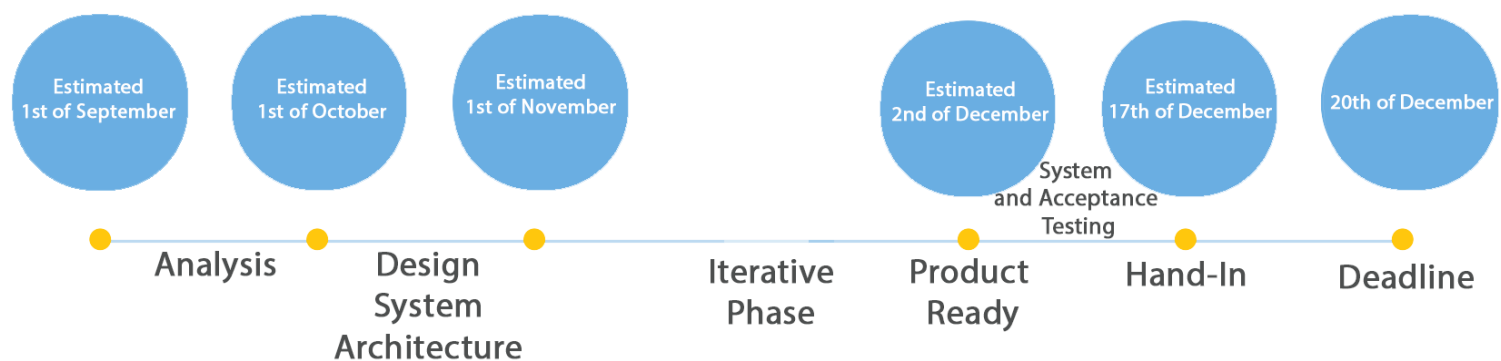 Estimated
1st of September
Estimated
1st of October
Estimated
1st of November
Estimated
2nd of December
Estimated
17th of December
20th of December
System
and Acceptance
Testing
Analysis
Design
System
Architecture
Iterative
Phase
Product
Ready
Hand-In
Deadline